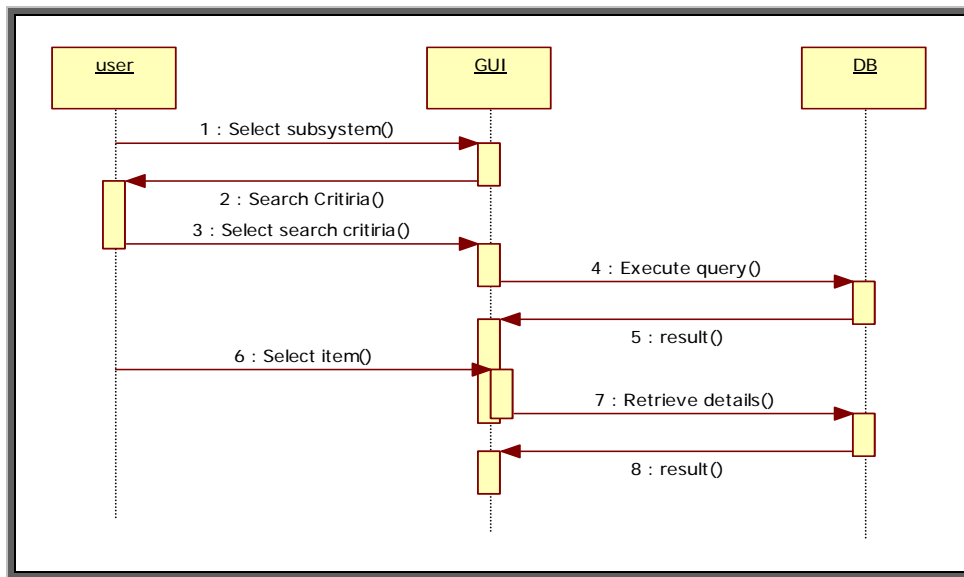 user
GUI
DB
1 : Select subsystem()
2 : Search Critiria()
3 : Select search critiria()
4 : Execute query()
5 : result()
6 : Select item()
7 : Retrieve details()
8 : result()